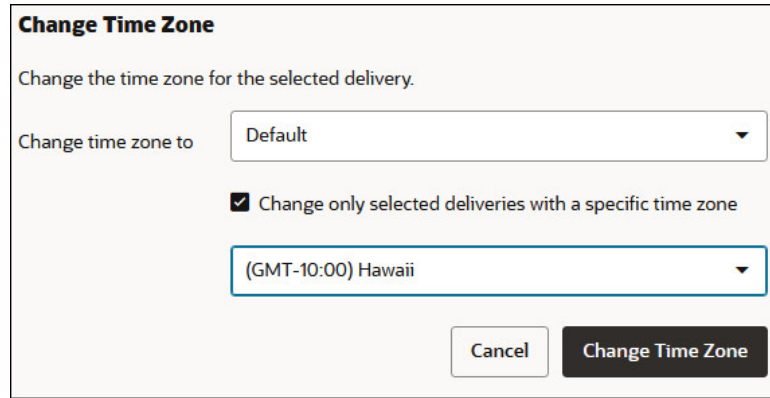 Change Time Zone
Change the time zone for the selected delivery.
Change time zone to
Default
Change only selected deliveries with a specific time zone
(GMT-10:00) Hawaii
Cancel
Change Time Zone